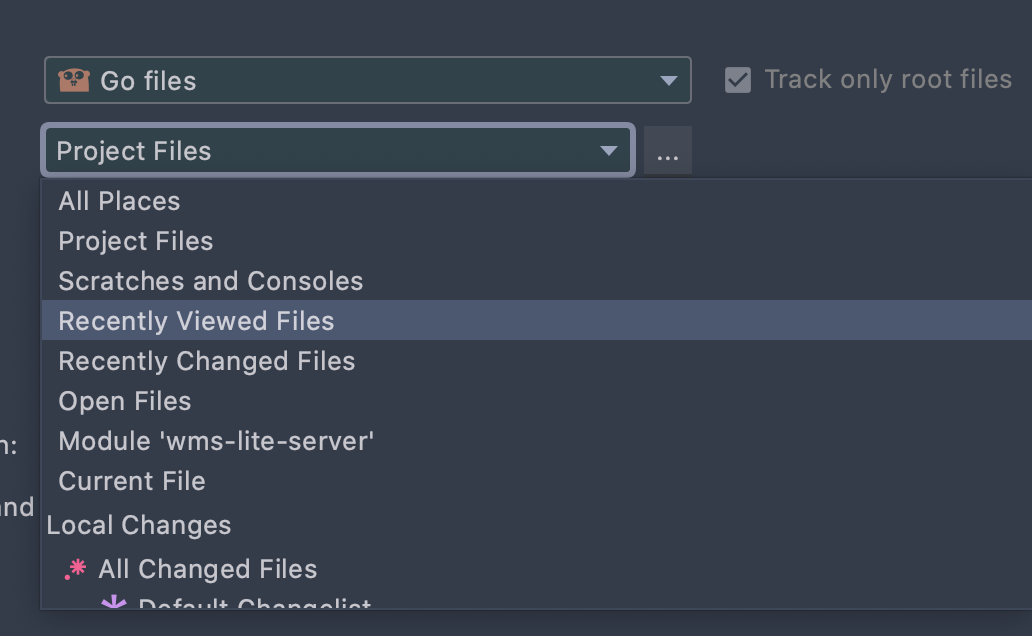 Go files
Track only root files
Project Files
...
All Places
Project Files
Scratches and Consoles
Recently Viewed Files
Recently Changed Files
Open Files
Module 'wms-lite-server'
Current File
Local Changes
All Changed Files
Default Changelist